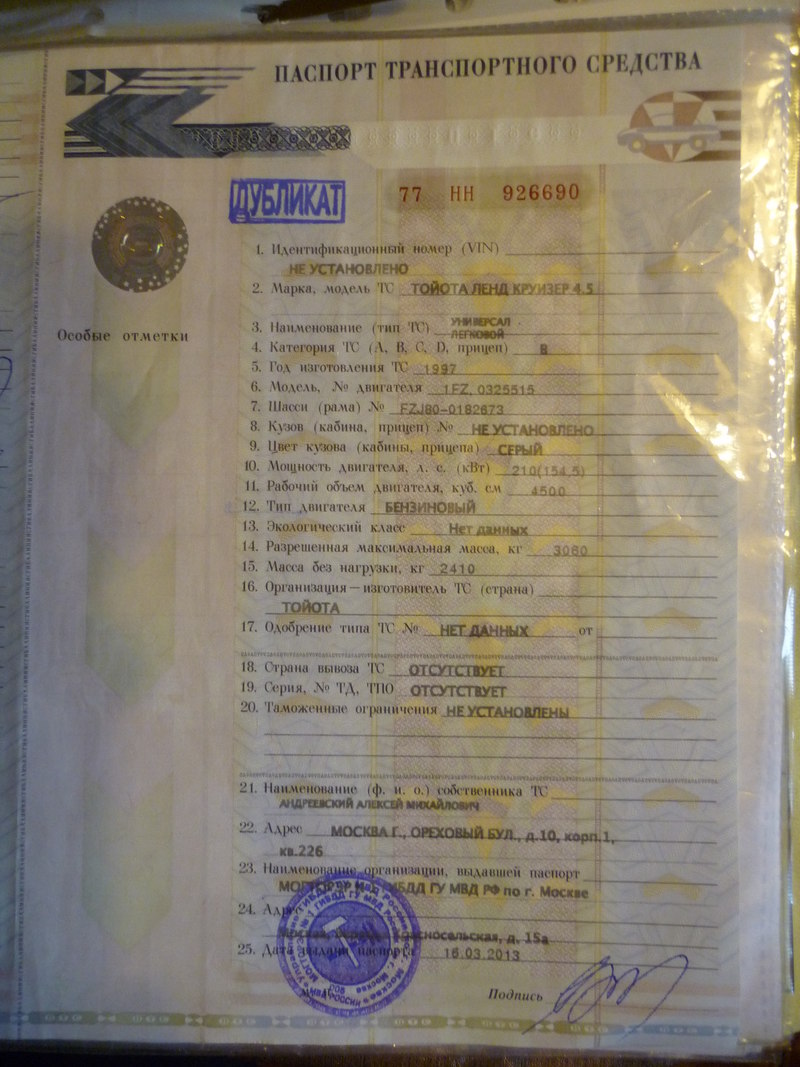 ПАСПОРТ ТРАНСПОРТНОГО СРЕДСТВА
ДУБЛИКАТ
77 НН 926690
Особые отметки
1. Идентификационный номер (VIN)
НЕ УСТАНОВЛЕНО
2. Марка, модель ТС ТОЙОТА ЛЕНД КРУИЗЕР 4.5
3. Наименование (тип ТС) УНИВЕРСАЛ
ЛЕГКОВОЙ
4. Категория ТС (A, B, C, D, прицеп) B
5. Год изготовления ТС 1997
6. Модель, № двигателя 1FZ, 0325515
7. Шасси (рама) № FZJ80-0182673
8. Кузов (кабина, прицеп) № НЕ УСТАНОВЛЕНО
9. Цвет кузова (кабины, прицепа) СЕРЫЙ
10. Мощность двигателя, л. с. (кВт) 210(154.5)
11. Рабочий объем двигателя, куб. см 4500
12. Тип двигателя БЕНЗИНОВЫЙ
13. Экологический класс Нет данных
14. Разрешенная максимальная масса, кг 3060
15. Масса без нагрузки, кг 2410
16. Организация—изготовитель ТС (страна)
ТОЙОТА
17. Одобрение типа ТС № НЕТ ДАННЫХ от
18. Страна вывоза ТС ОТСУТСТВУЕТ
19. Серия, № ТД, ТПО ОТСУТСТВУЕТ
20. Таможенные ограничения НЕ УСТАНОВЛЕНЫ
21. Наименование (ф. и. о.) собственника ТС
АНДРЕЕВСКИЙ АЛЕКСЕЙ МИХАЙЛОВИЧ
22. Адрес МОСКВА Г., ОРЕХОВЫЙ БУЛ., д.10, корп.1,
кв.226
23. Наименование организации, выдавшей паспорт
ГИБДД ГУ МВД РФ по г. Москве
24. Адрес
Красносельская, д. 15а
25. Дата выдачи паспорта 16.03.2013
Подпись